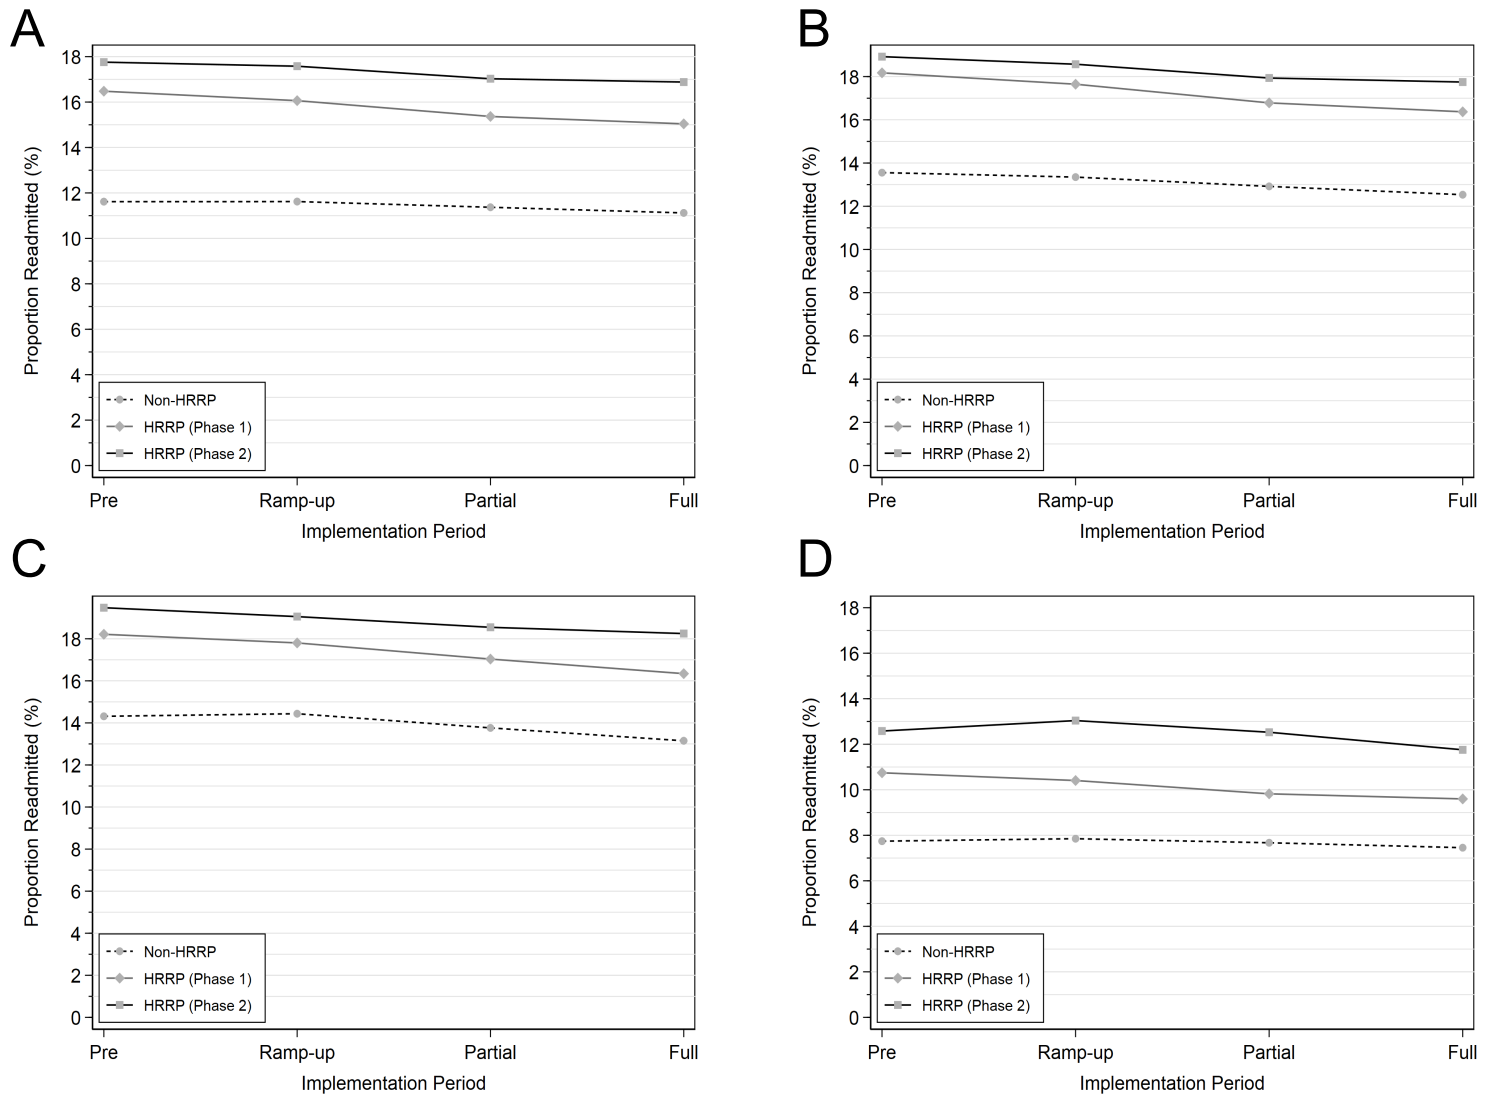 A
Proportion Readmitted (%)
18
16
14
12
10
8
6
4
2
0
Non-HRRP
HRRP (Phase 1)
HRRP (Phase 2)
Pre Ramp-up Partial Full
Implementation Period
B
Proportion Readmitted (%)
18
16
14
12
10
8
6
4
2
0
Non-HRRP
HRRP (Phase 1)
HRRP (Phase 2)
Pre Ramp-up Partial Full
Implementation Period
C
Proportion Readmitted (%)
18
16
14
12
10
8
6
4
2
0
Non-HRRP
HRRP (Phase 1)
HRRP (Phase 2)
Pre Ramp-up Partial Full
Implementation Period
D
Proportion Readmitted (%)
18
16
14
12
10
8
6
4
2
0
Non-HRRP
HRRP (Phase 1)
HRRP (Phase 2)
Pre Ramp-up Partial Full
Implementation Period